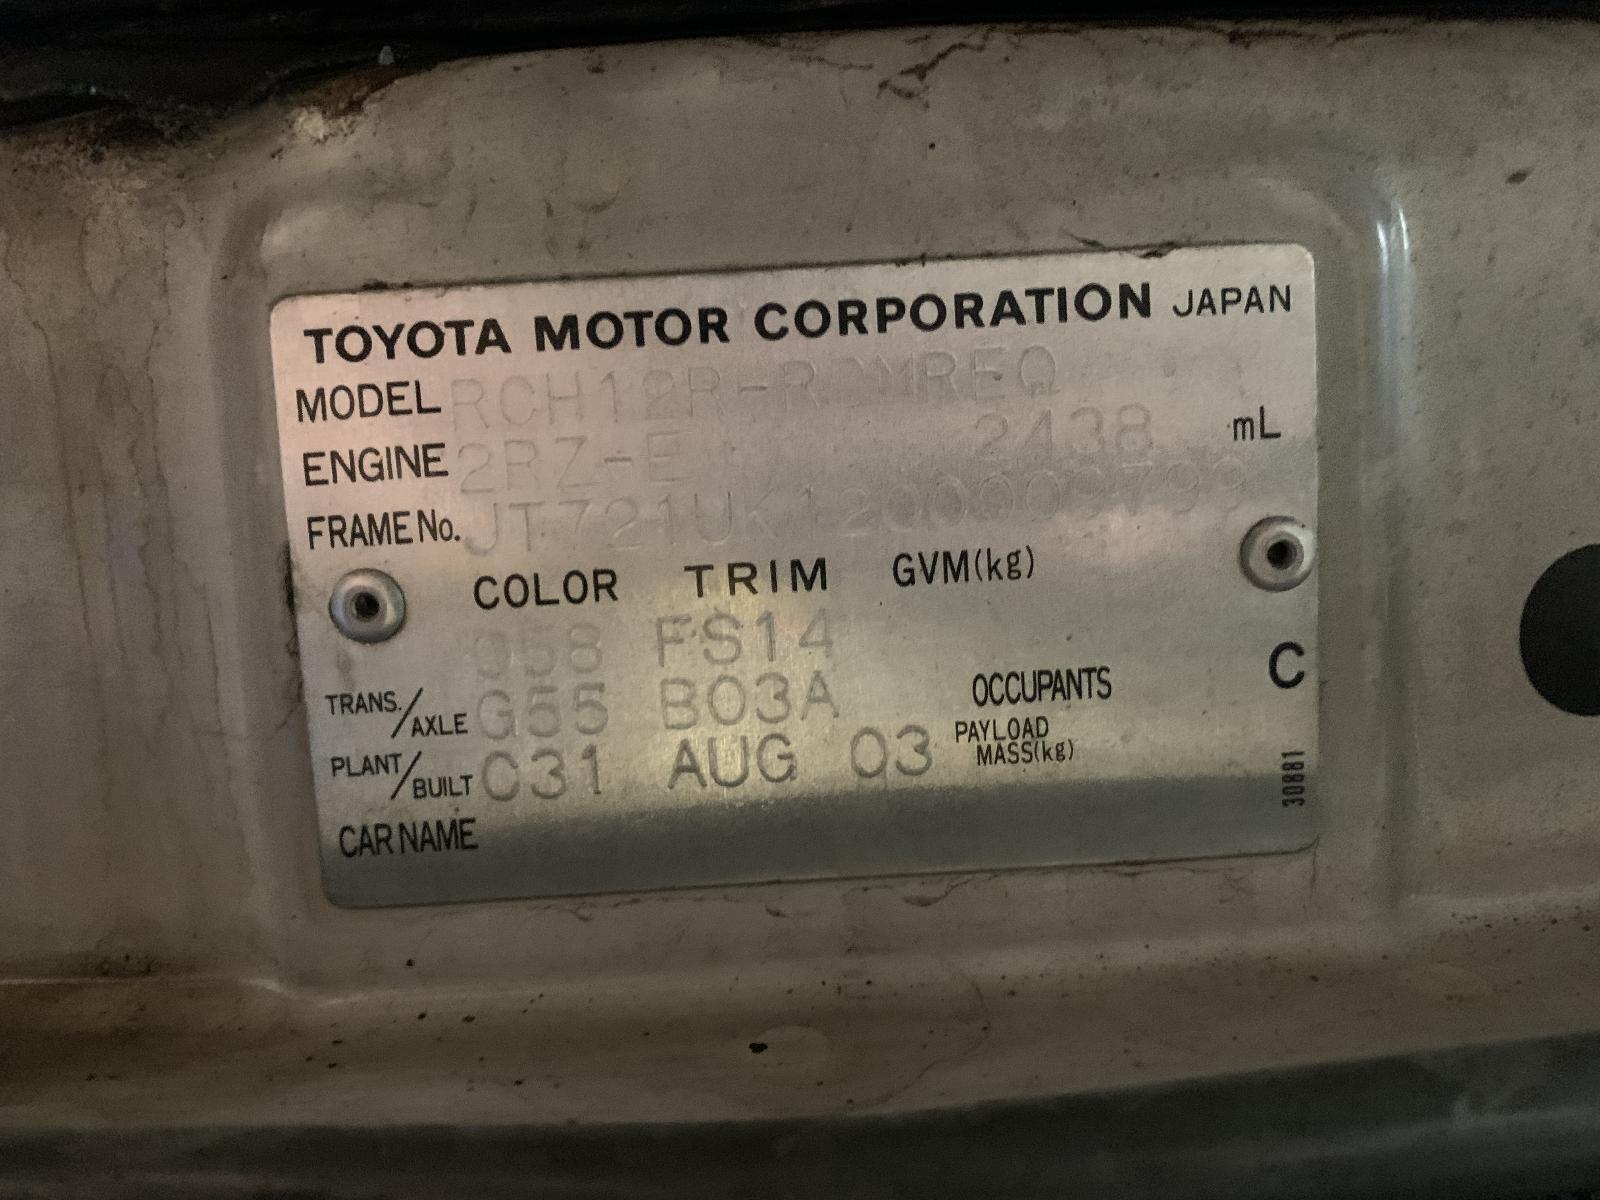 TOYOTA MOTOR CORPORATION JAPAN
MODEL
ENGINE 2RZ-E 2438 mL
FRAME No.
COLOR TRIM GVM(kg)
058 FS14
TRANS./AXLE G55 B03A OCCUPANTS C
PLANT/BUILT C31 AUG 03 PAYLOAD MASS(kg)
CAR NAME
30881